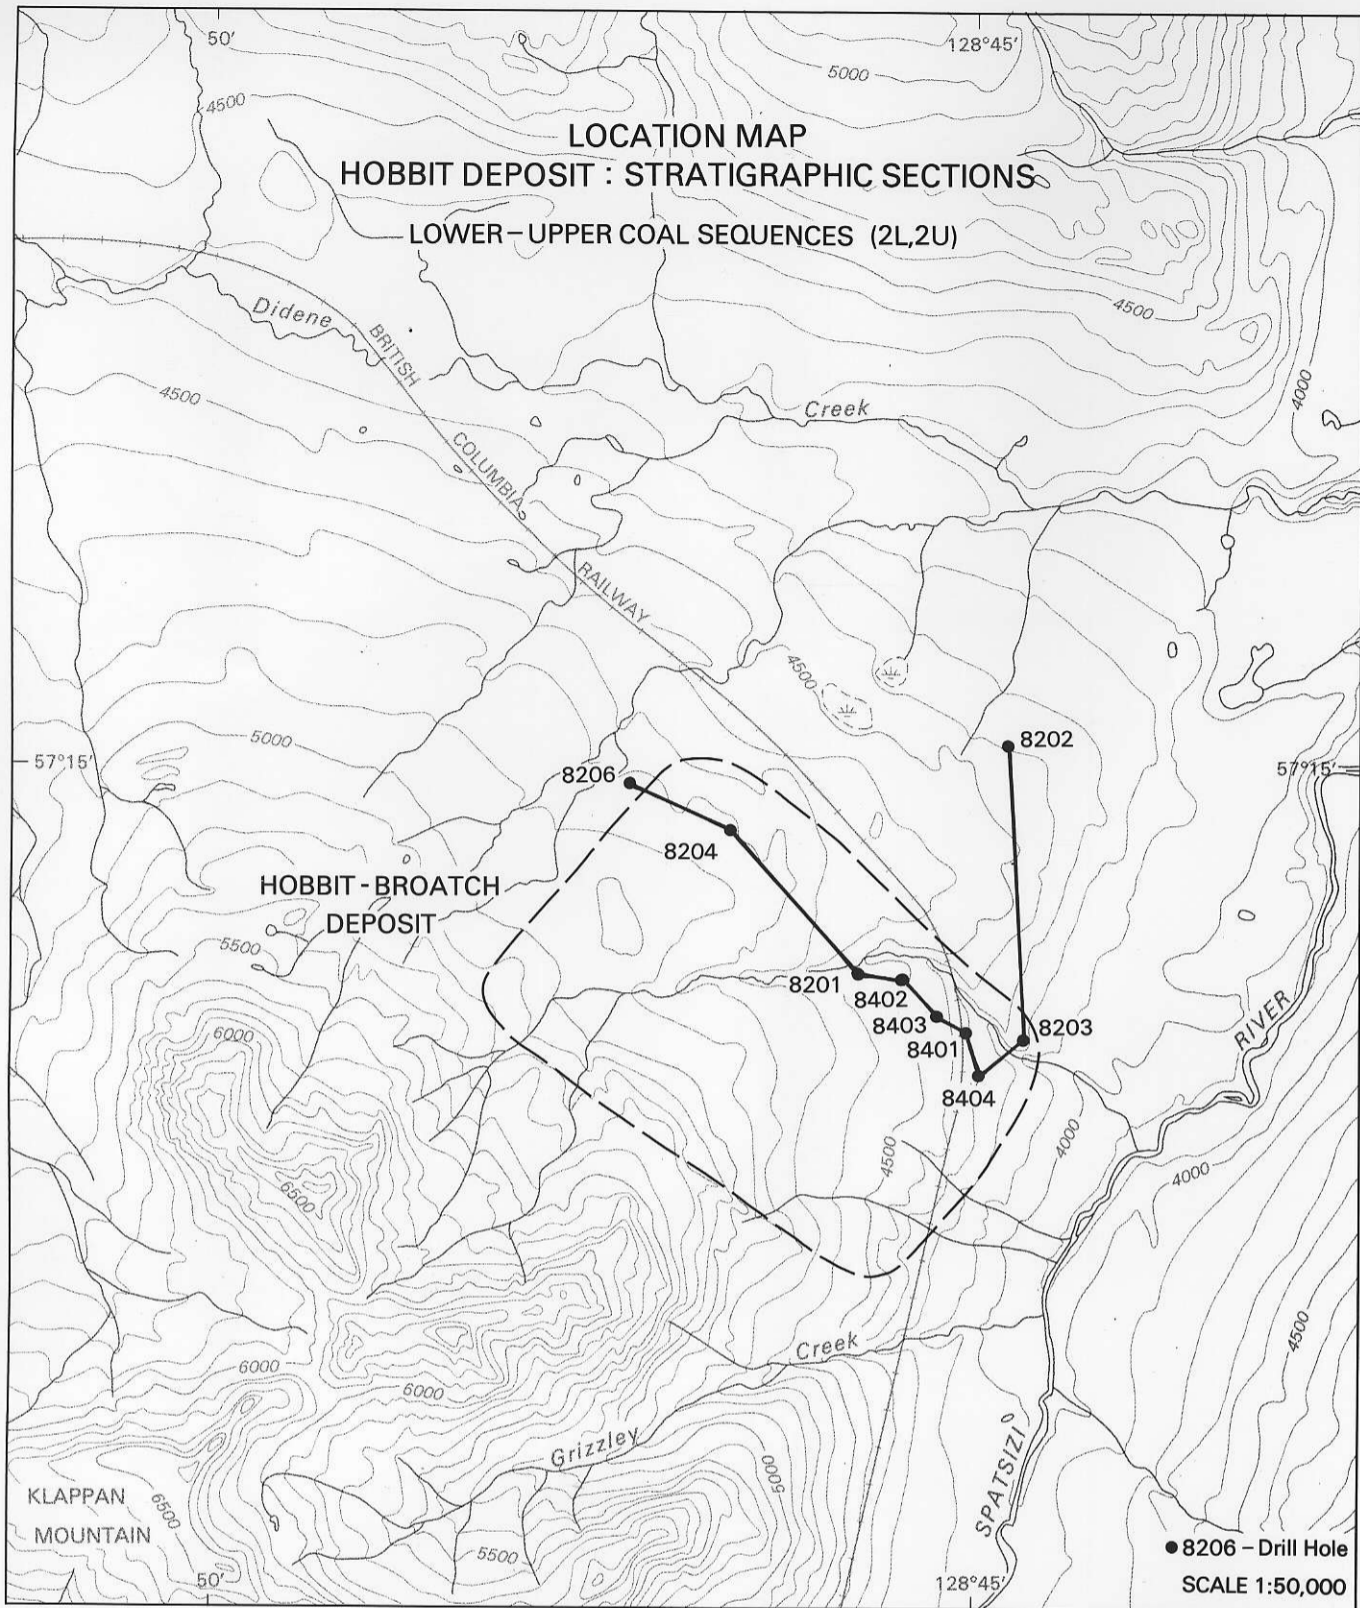 50'
128°45'
5000
4500
LOCATION MAP
HOBBIT DEPOSIT : STRATIGRAPHIC SECTIONS
LOWER – UPPER COAL SEQUENCES (2L,2U)
Didene
BRITISH
4500
4500
4000
Creek
COLUMBIA
RAILWAY
4500
5000
8202
57°15'
57°15'
8206
8204
HOBBIT - BROATCH
DEPOSIT
5500
8201
8402
8403
8401
8203
RIVER
6000
8404
4500
4000
4000
6500
Creek
4500
6000
6000
Grizzley
5000
SPATSIZI
KLAPPAN
MOUNTAIN
6500
5500
● 8206 – Drill Hole
50'
128°45'
SCALE 1:50,000